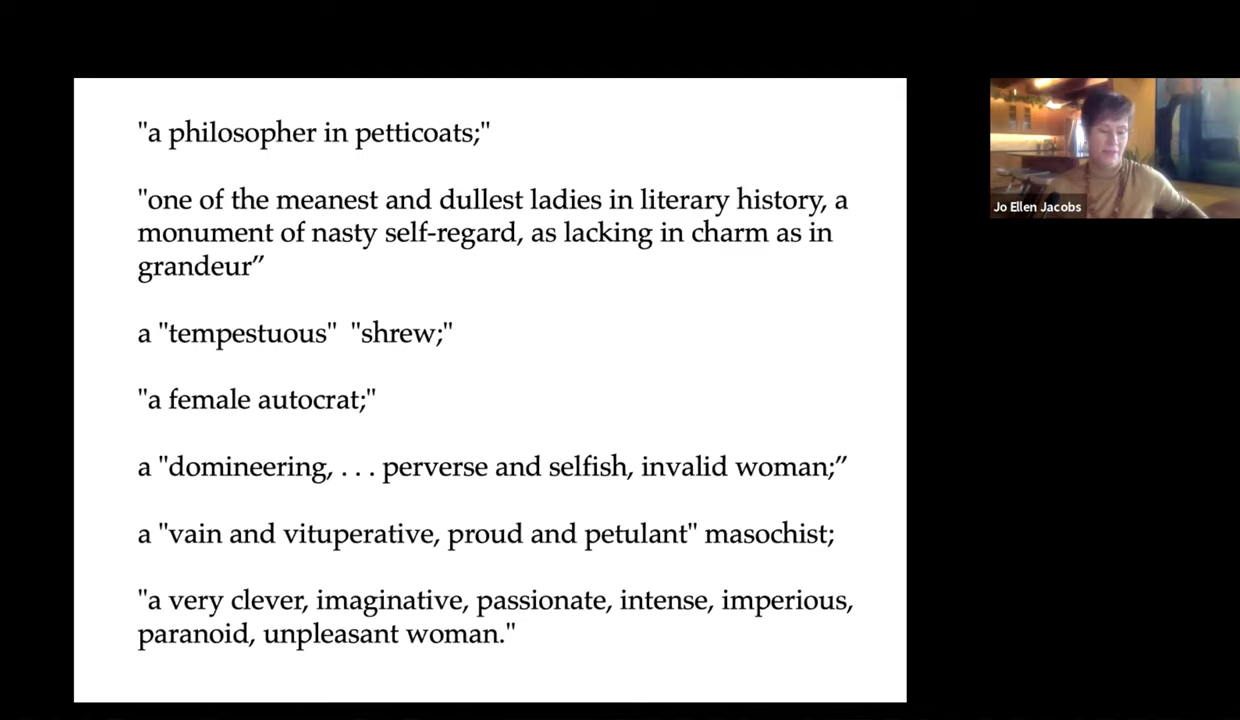 "a philosopher in petticoats;"
"one of the meanest and dullest ladies in literary history, a
monument of nasty self-regard, as lacking in charm as in
grandeur”
a "tempestuous"  "shrew;"
"a female autocrat;"
a "domineering, . . . perverse and selfish, invalid woman;”
a "vain and vituperative, proud and petulant" masochist;
"a very clever, imaginative, passionate, intense, imperious,
paranoid, unpleasant woman."
Jo Ellen Jacobs